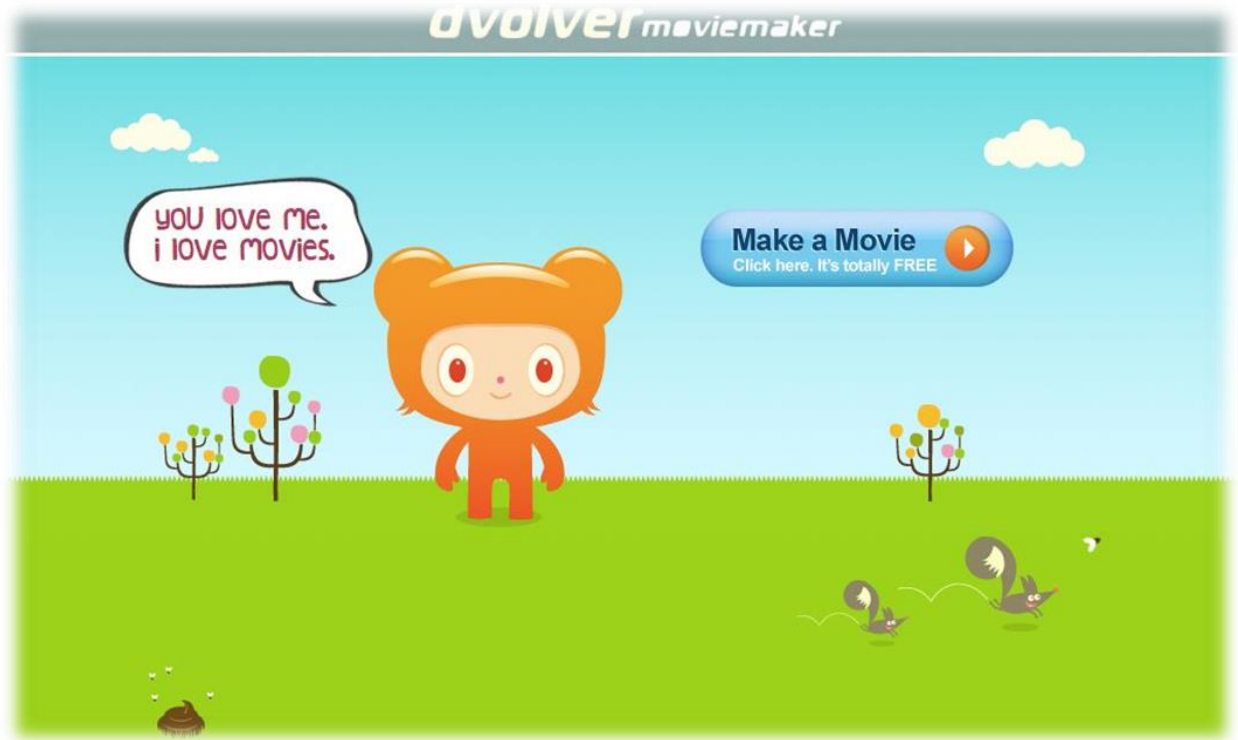 dvolver moviemaker
you love me.
i love movies.
Make a Movie
Click here. It's totally FREE